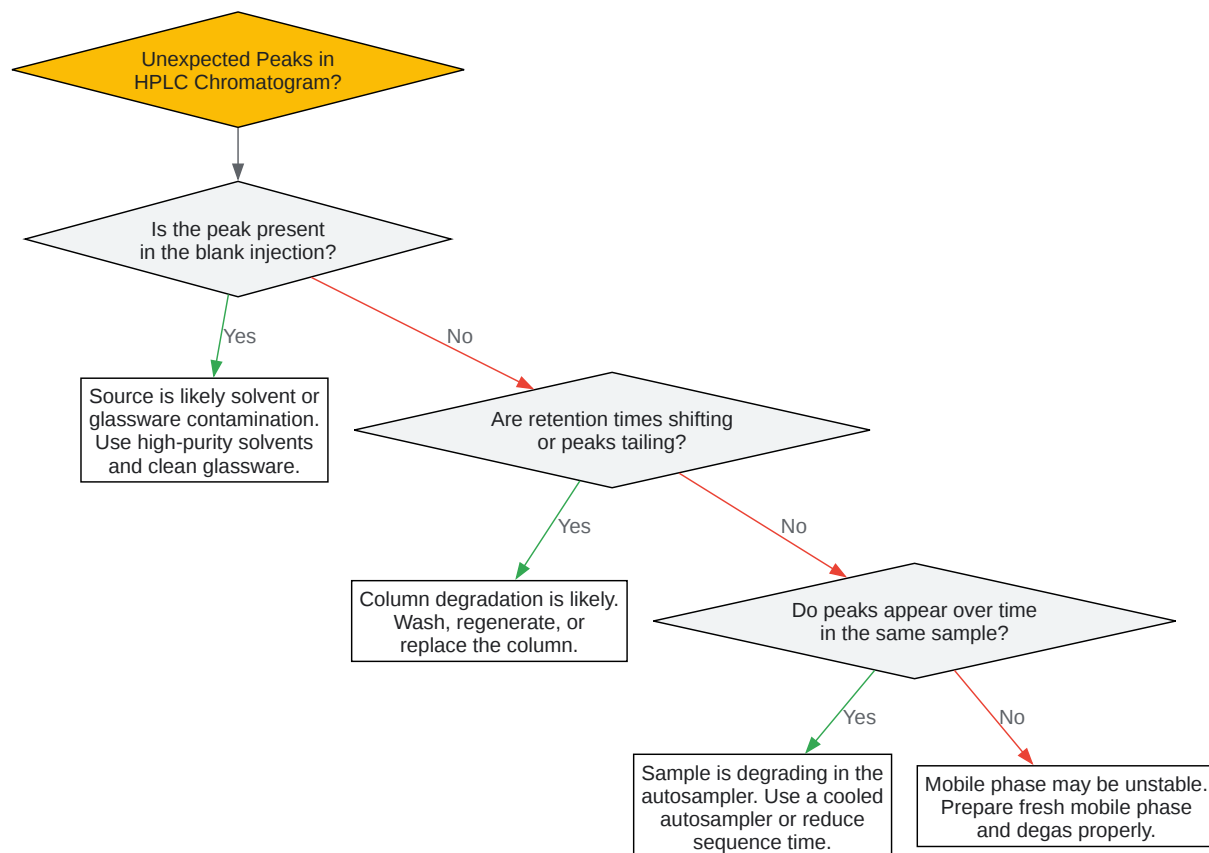 Unexpected Peaks in
HPLC Chromatogram?
Is the peak present
in the blank injection?
Yes
No
Source is likely solvent or
glassware contamination.
Use high-purity solvents
and clean glassware.
Are retention times shifting
or peaks tailing?
Yes
No
Column degradation is likely.
Wash, regenerate, or
replace the column.
Do peaks appear over time
in the same sample?
Yes
No
Sample is degrading in the
autosampler. Use a cooled
autosampler or reduce
sequence time.
Mobile phase may be unstable.
Prepare fresh mobile phase
and degas properly.